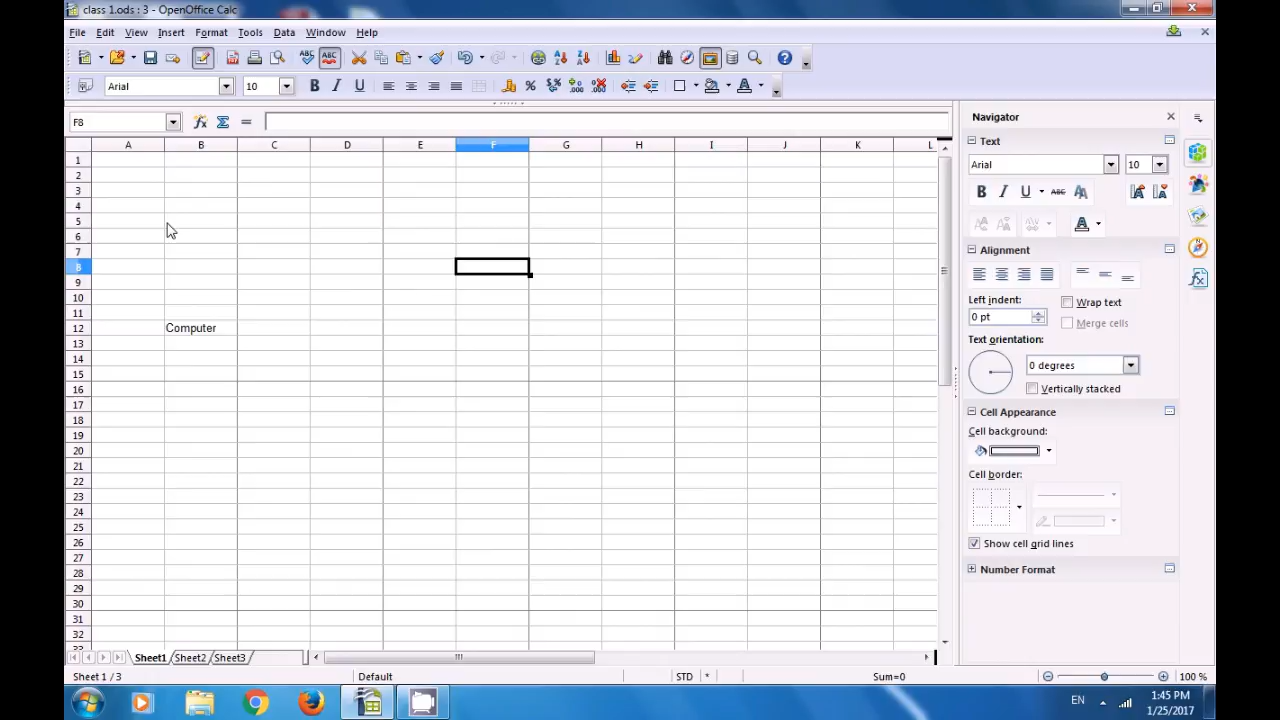 class 1.ods : 3 - OpenOffice Calc
File Edit View Insert Format Tools Data Window Help
Arial 10
F8
A B C D E F G H I J K L
1
2
3
4
5
6
7
8
9
10
11
12 Computer
13
14
15
16
17
18
19
20
21
22
23
24
25
26
27
28
29
30
31
32
Navigator
Text
Arial 10
Alignment
Left indent:
Wrap text
0 pt
Merge cells
Text orientation:
0 degrees
Vertically stacked
Cell Appearance
Cell background:
Cell border:
Show cell grid lines
Number Format
Sheet1 Sheet2 Sheet3
Sheet 1 / 3 Default STD * Sum=0 100 %
EN 1:45 PM
1/25/2017